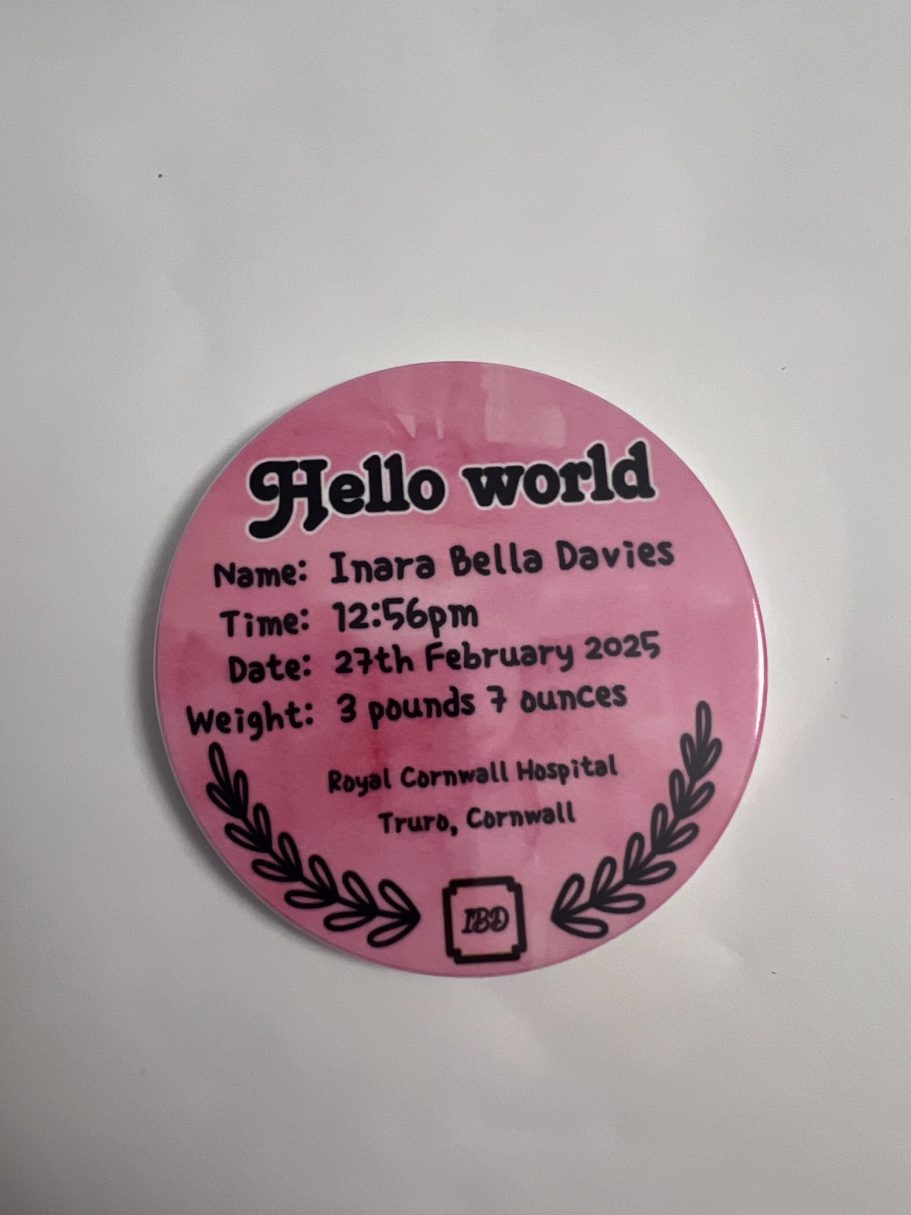 Hello world
Name: Inara Bella Davies
Time: 12:56pm
Date: 27th February 2025
Weight: 3 pounds 7 ounces
Royal Cornwall Hospital
Truro, Cornwall
IBD